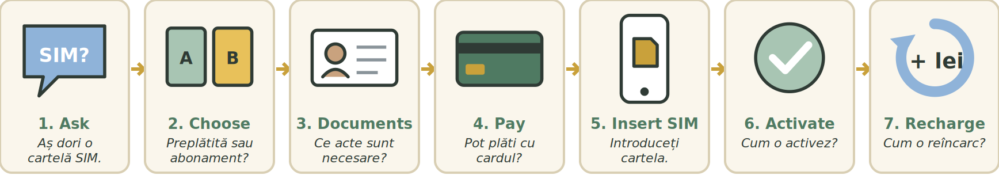 SIM?
1. Ask
Aș dori o
cartelă SIM.
A B
2. Choose
Preplătită sau
abonament?
3. Documents
Ce acte sunt
necesare?
4. Pay
Pot plăti cu
cardul?
5. Insert SIM
Introduceți
cartela.
6. Activate
Cum o activez?
+ lei
7. Recharge
Cum o reîncarc?